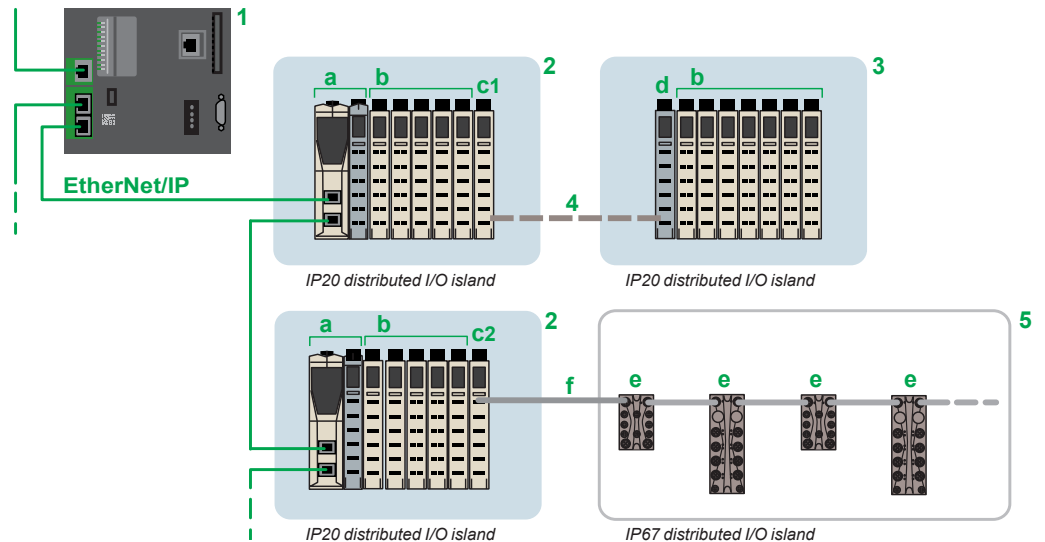 1
2
3
a
b
c1
d
b
EtherNet/IP
4
IP20 distributed I/O island
IP20 distributed I/O island
2
5
a
b
c2
f
e
e
e
e
IP20 distributed I/O island
IP67 distributed I/O island